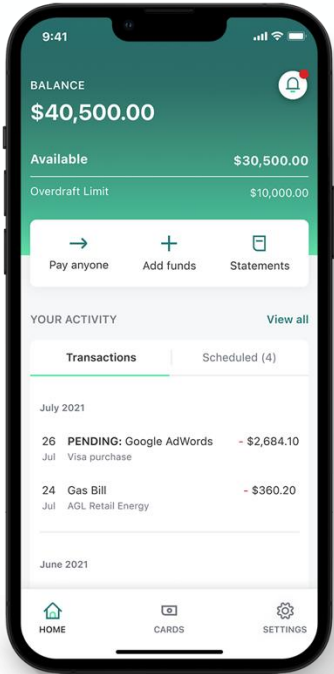 9:41
BALANCE
$40,500.00
Available $30,500.00
Overdraft Limit $10,000.00
Pay anyone Add funds Statements
YOUR ACTIVITY View all
Transactions Scheduled (4)
July 2021
26 PENDING: Google AdWords - $2,684.10
Jul Visa purchase
24 Gas Bill - $360.20
Jul AGL Retail Energy
June 2021
HOME CARDS SETTINGS